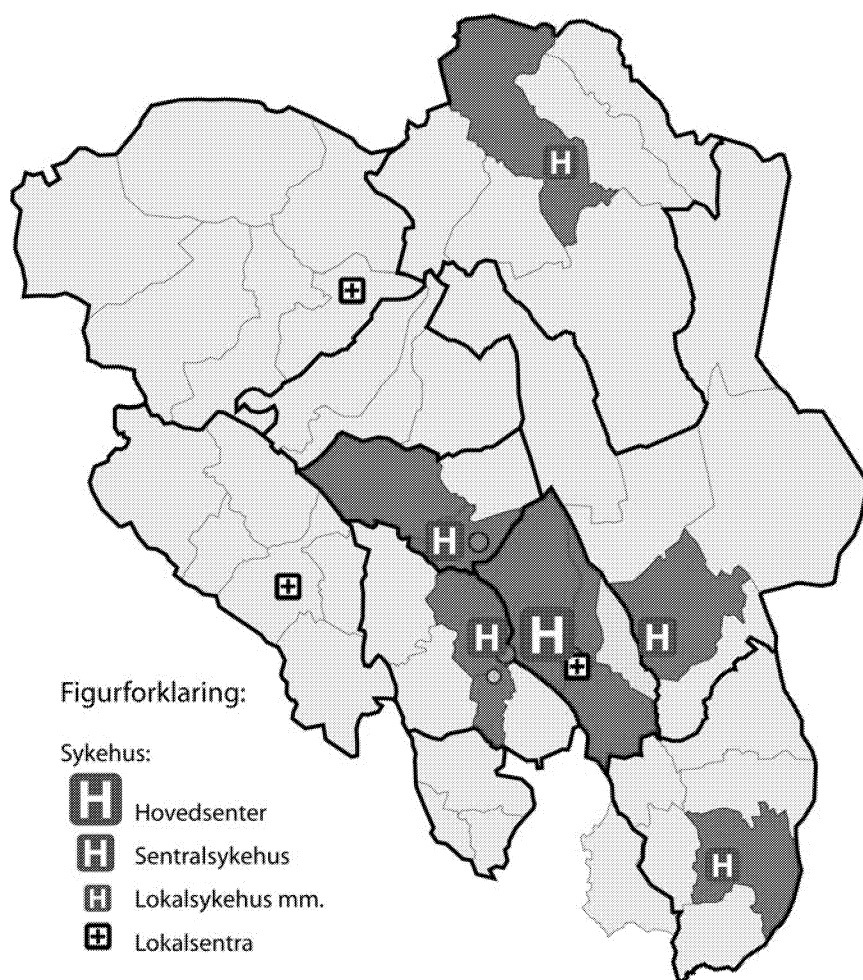 H
H
H
H
H
H
Figurforklaring:
Sykehus:
H Hovedsenter
H Sentralsykehus
H Lokalsykehus mm.
Lokalsentra